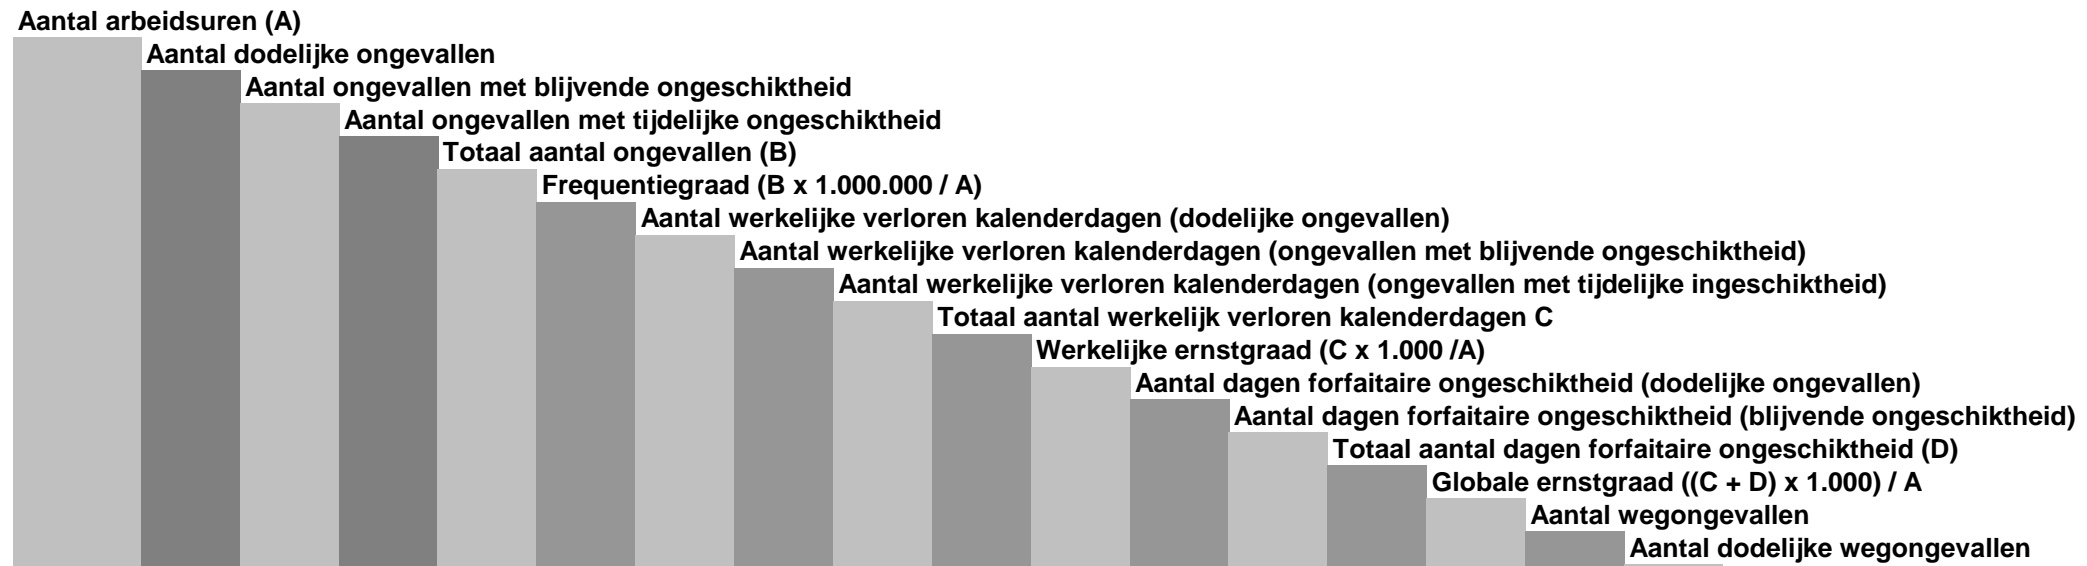 Aantal arbeidsuren (A)
Aantal dodelijke ongevallen
Aantal ongevallen met blijvende ongeschiktheid
Aantal ongevallen met tijdelijke ongeschiktheid
Totaal aantal ongevallen (B)
Frequentiegraad (B x 1.000.000 / A)
Aantal werkelijke verloren kalenderdagen (dodelijke ongevallen)
Aantal werkelijke verloren kalenderdagen (ongevallen met blijvende ongeschiktheid)
Aantal werkelijke verloren kalenderdagen (ongevallen met tijdelijke ingeschiktheid)
Totaal aantal werkelijk verloren kalenderdagen C
Werkelijke ernstgraad (C x 1.000 /A)
Aantal dagen forfaitaire ongeschiktheid (dodelijke ongevallen)
Aantal dagen forfaitaire ongeschiktheid (blijvende ongeschiktheid)
Totaal aantal dagen forfaitaire ongeschiktheid (D)
Globale ernstgraad ((C + D) x 1.000) / A
Aantal wegongevallen
Aantal dodelijke wegongevallen